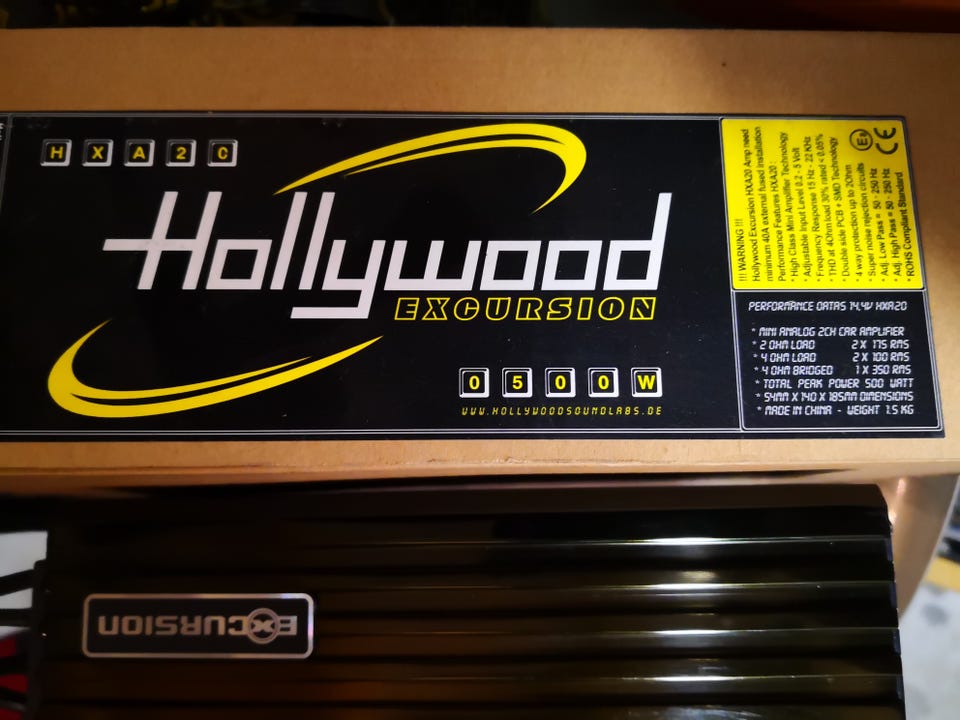 HXA20
Hollywood
EXCURSION
0500W
WWW.HOLLYWOODSOUNDLABS.DE
!!! WARNING !!!
Hollywood Excursion HXA20 Amp need
minimum 40A external fused installation
Performance Features HXA20 :
* High Class Mini Amplifier Technology
* Adjustable Input Level 0.2 - 5 Volt
* Frequency Response 15 Hz - 22 KHz
* THD at 4Ohm load 30% rated < 0.05%
* Double side PCB + SMD Technology
* 4 way protection up to 2Ohm
* Super noise rejection circuits
* Adj. Low Pass = 50 - 250 Hz
* Adj. High Pass = 50 - 250 Hz
* ROHS Compliant Standard
CE
PERFORMANCE DATAS 14,4V HXA20
* MINI ANALOG 2CH CAR AMPLIFIER
* 2 OHM LOAD 2 X 175 RMS
* 4 OHM LOAD 2 X 100 RMS
* 4 OHM BRIDGED 1 X 350 RMS
* TOTAL PEAK POWER 500 WATT
* 54MM X 140 X 185MM DIMENSIONS
* MADE IN CHINA - WEIGHT 1.5 KG
EXCURSION